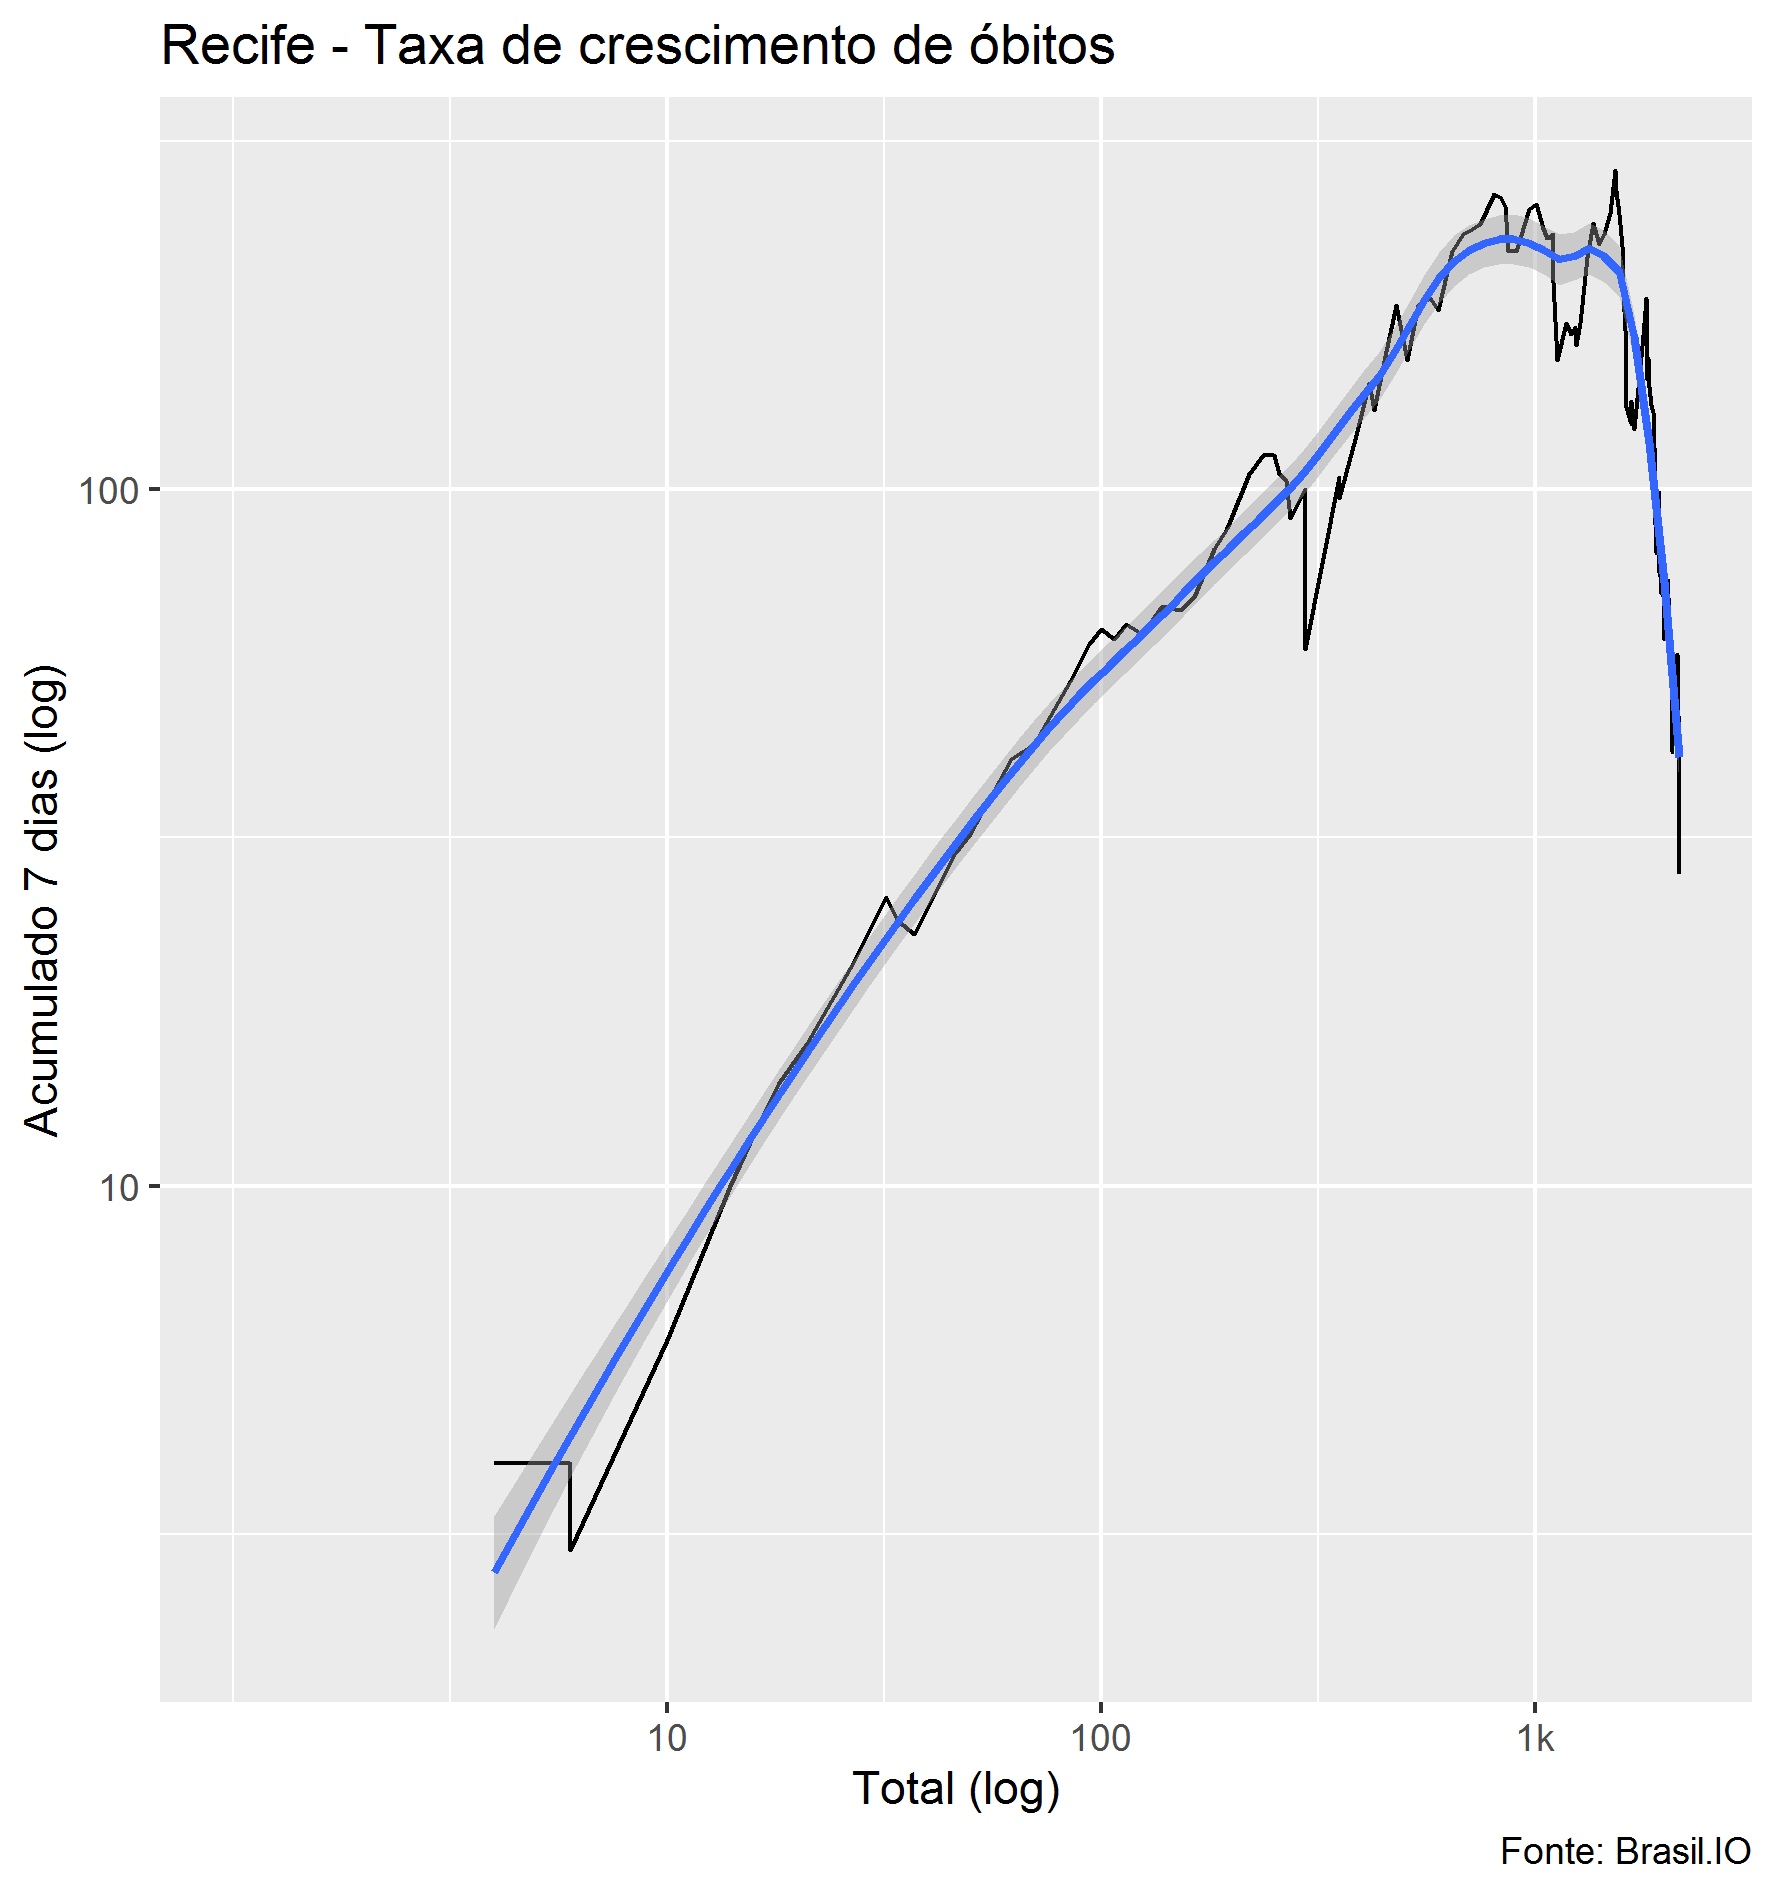 Recife - Taxa de crescimento de óbitos
Acumulado 7 dias (log)
100
10
10
100
1k
Total (log)
Fonte: Brasil.IO